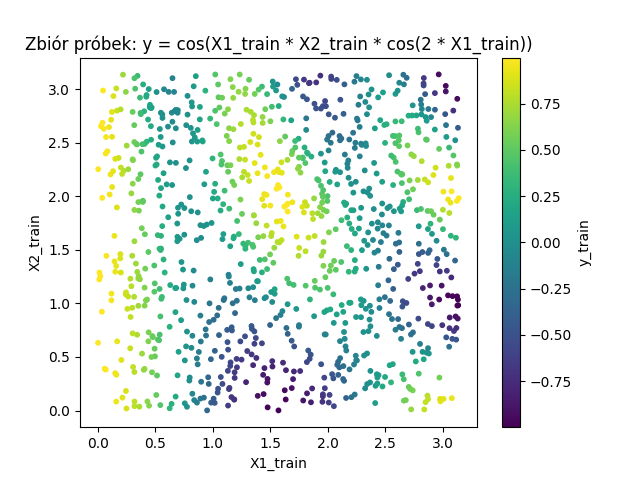 Zbiór próbek: y = cos(X1_train * X2_train * cos(2 * X1_train))
3.0
2.5
2.0
1.5
1.0
0.5
0.0
X2_train
0.0 0.5 1.0 1.5 2.0 2.5 3.0
X1_train
0.75
0.50
0.25
0.00
−0.25
−0.50
−0.75
y_train